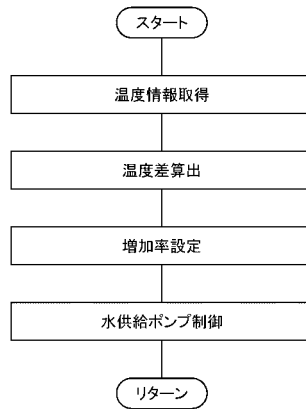 スタート
温度情報取得
温度差算出
増加率設定
水供給ポンプ制御
リターン